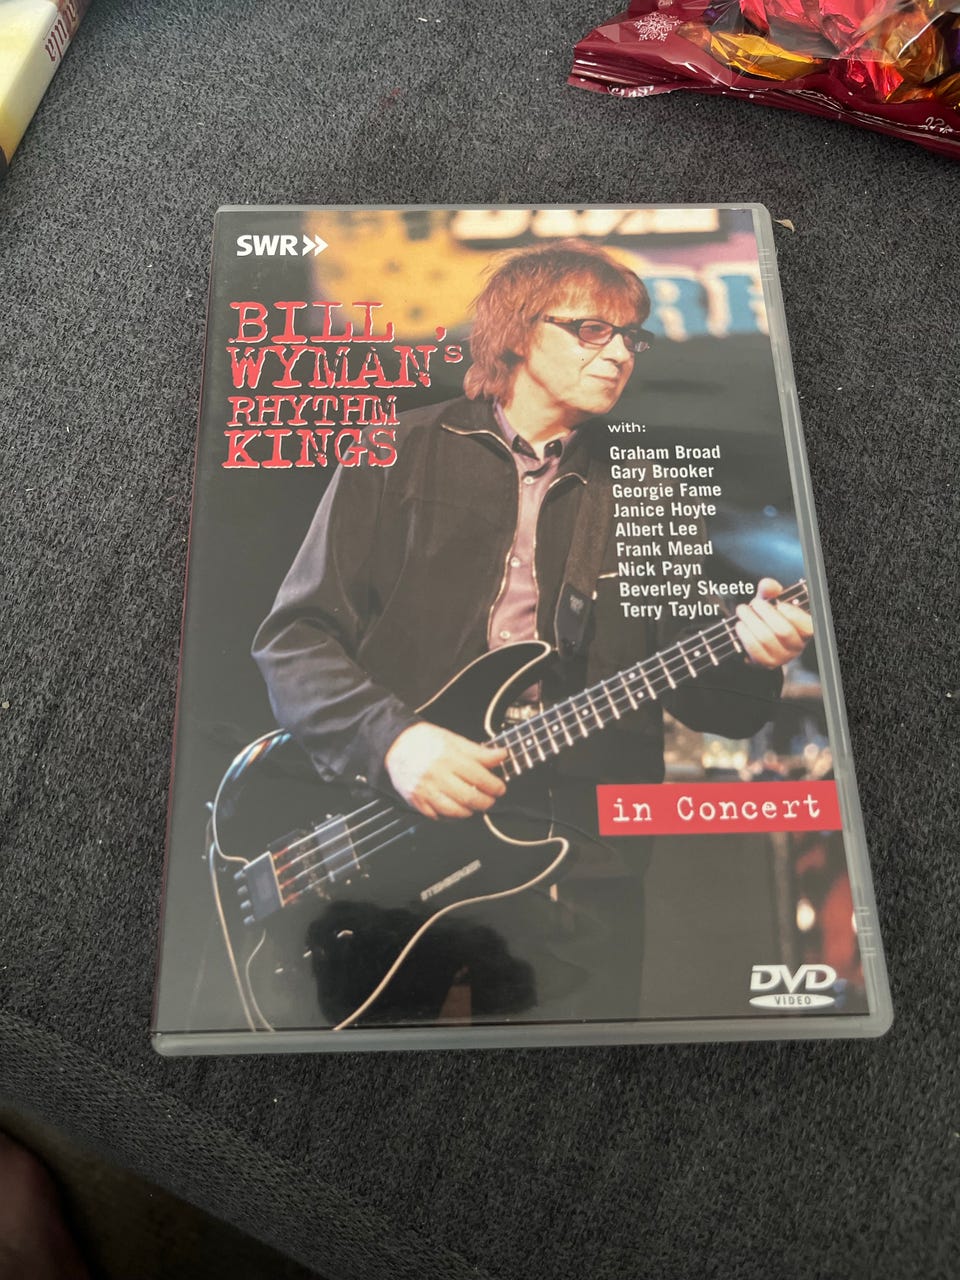 SWR
BILL
WYMAN's
RHYTHM
KINGS
with:
Graham Broad
Gary Brooker
Georgie Fame
Janice Hoyte
Albert Lee
Frank Mead
Nick Payn
Beverley Skeete
Terry Taylor
STEINBERGER
in Concert
DVD
VIDEO